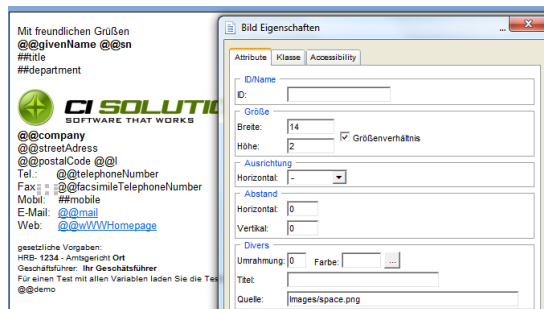 Mit freundlichen Grüßen
@@givenName @@sn
##title
##department
CI SOLUTIO
SOFTWARE THAT WORKS
@@company
@@streetAdress
@@postalCode @@l
Tel.: @@telephoneNumber
Fax @@facsimileTelephoneNumber
Mobil: ##mobile
E-Mail: @@mail
Web: @@wWWHomepage
gesetzliche Vorgaben:
HRB- 1234 - Amtsgericht Ort
Geschäftsführer: Ihr Geschätsführer
Für einen Test mit allen Variablen laden Sie die Tes
@@demo
Bild Eigenschaften
Attribute Klasse Accessibility
ID/Name
ID:
Größe
Breite: 14
Größenverhältnis
Höhe: 2
Ausrichtung
Horizontal: -
Abstand
Horizontal: 0
Vertikal: 0
Divers
Umrahmung: 0 Farbe: ...
Titel:
Quelle: Images/space.png